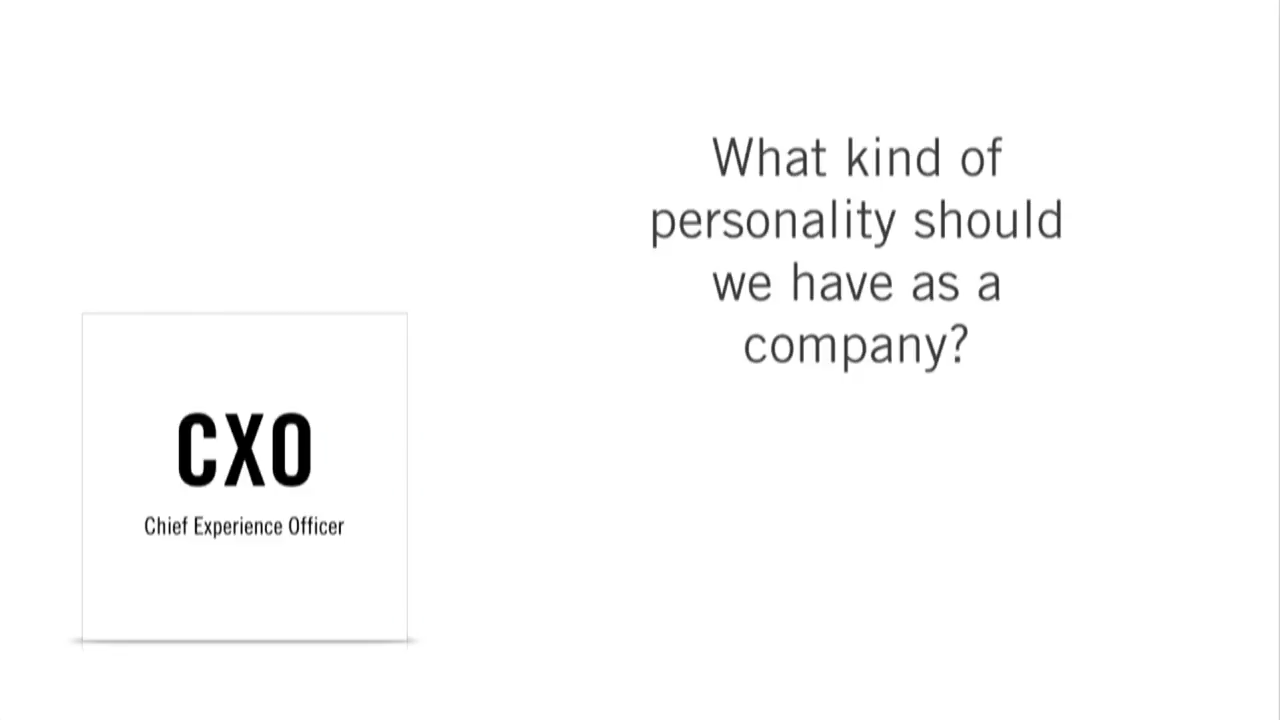 What kind of
personality should
we have as a
company?
CXO
Chief Experience Officer